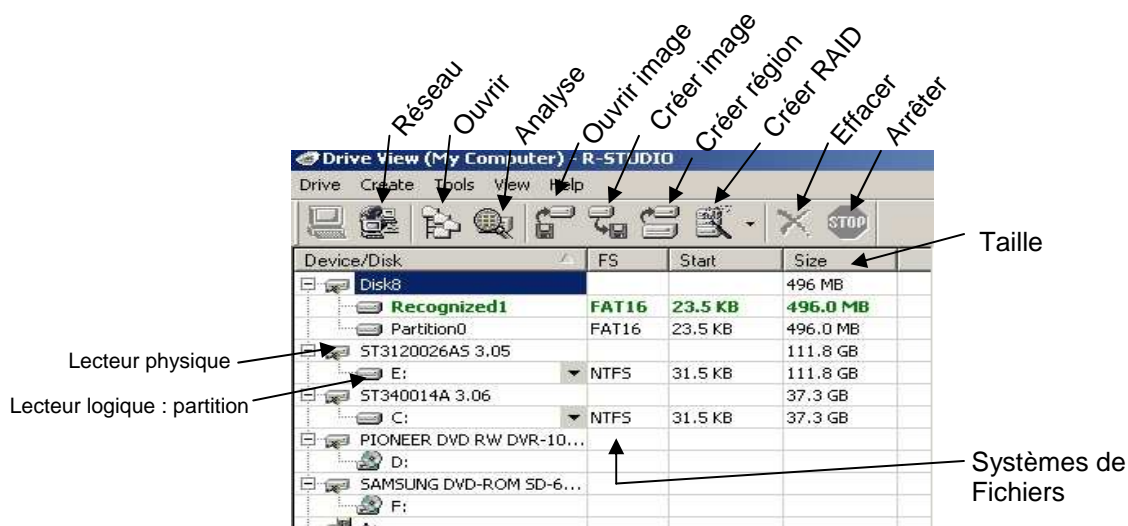 Réseau
Ouvrir
Analyse
Ouvrir image
Créer image
Créer région
Créer RAID
Effacer
Arrêter
Drive View (My Computer) - R-STUDIO
Drive Create Tools View Help
STOP
Taille
Device/Disk FS Start Size
Disk8 496 MB
Recognized1 FAT16 23.5 KB 496.0 MB
Partition0 FAT16 23.5 KB 496.0 MB
Lecteur physique
ST3120026AS 3.05 111.8 GB
E: NTFS 31.5 KB 111.8 GB
Lecteur logique : partition
ST340014A 3.06 37.3 GB
C: NTFS 31.5 KB 37.3 GB
PIONEER DVD RW DVR-10...
D:
Systèmes de
Fichiers
SAMSUNG DVD-ROM SD-6...
F: